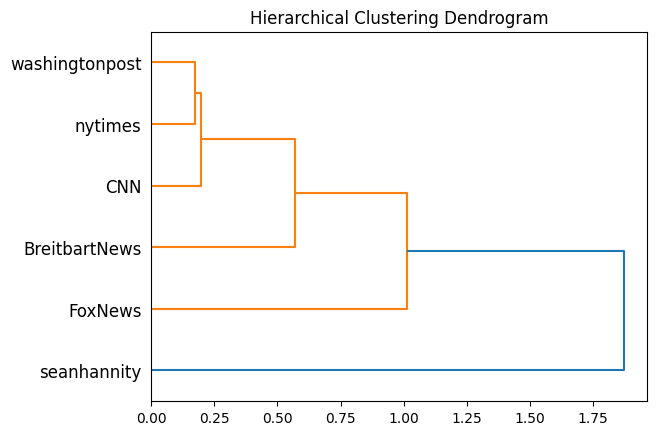 Hierarchical Clustering Dendrogram
washingtonpost
nytimes
CNN
BreitbartNews
FoxNews
seanhannity
0.00 0.25 0.50 0.75 1.00 1.25 1.50 1.75